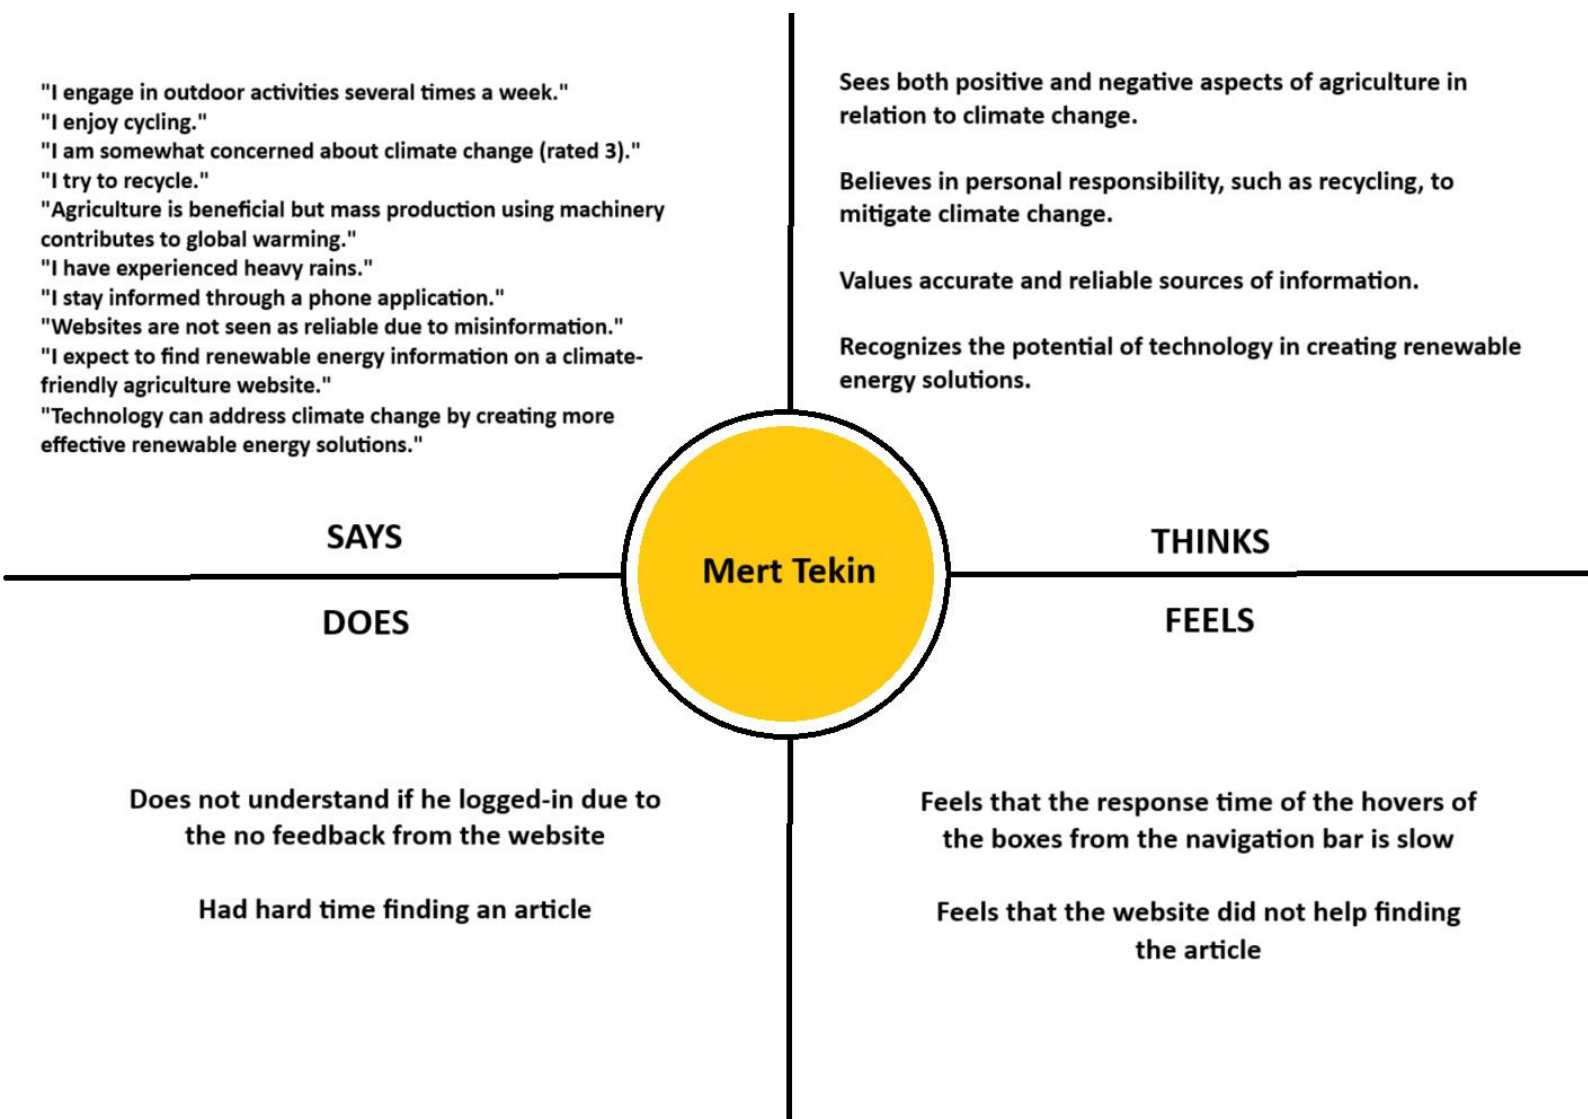 "I engage in outdoor activities several times a week."
"I enjoy cycling."
"I am somewhat concerned about climate change (rated 3)."
"I try to recycle."
"Agriculture is beneficial but mass production using machinery
contributes to global warming."
"I have experienced heavy rains."
"I stay informed through a phone application."
"Websites are not seen as reliable due to misinformation."
"I expect to find renewable energy information on a climate-
friendly agriculture website."
"Technology can address climate change by creating more
effective renewable energy solutions."
SAYS
Sees both positive and negative aspects of agriculture in
relation to climate change.
Believes in personal responsibility, such as recycling, to
mitigate climate change.
Values accurate and reliable sources of information.
Recognizes the potential of technology in creating renewable
energy solutions.
THINKS
Mert Tekin
DOES
Does not understand if he logged-in due to
the no feedback from the website
Had hard time finding an article
FEELS
Feels that the response time of the hovers of
the boxes from the navigation bar is slow
Feels that the website did not help finding
the article